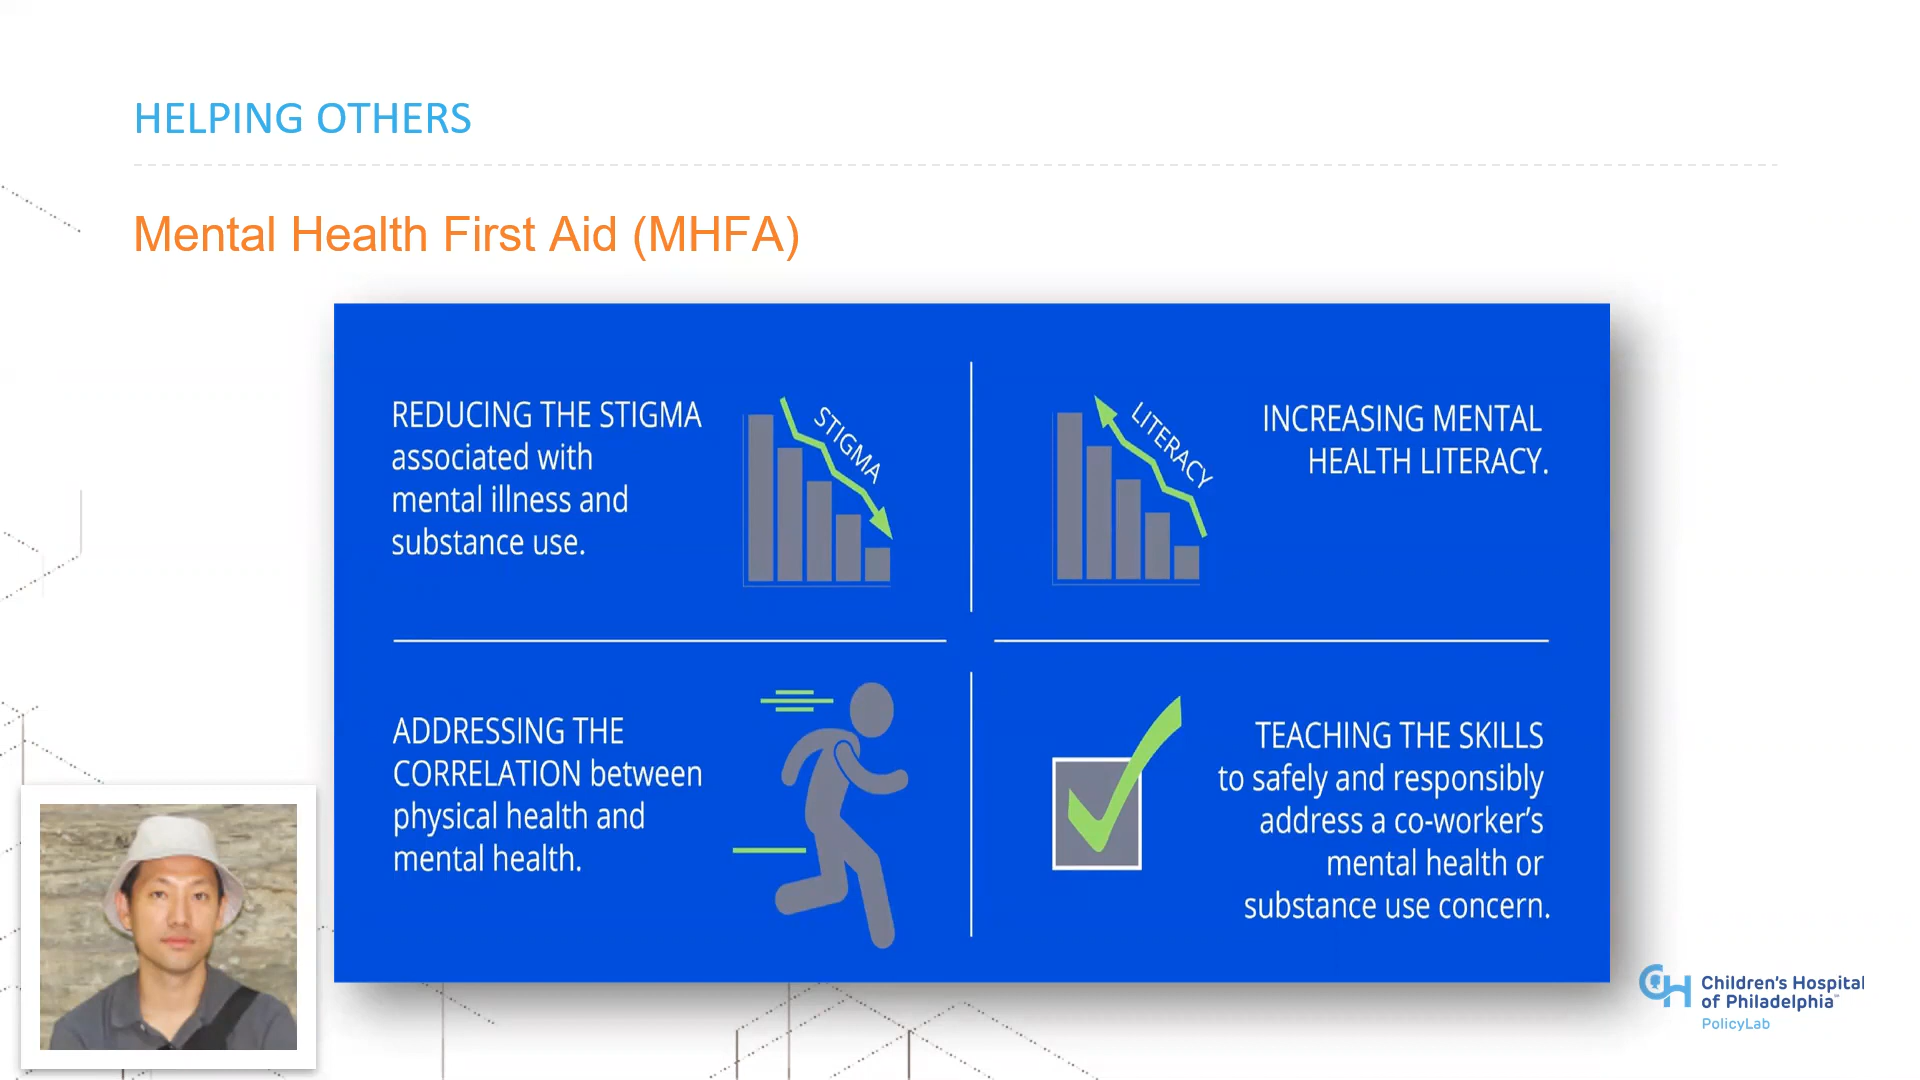 HELPING OTHERS
Mental Health First Aid (MHFA)
REDUCING THE STIGMA
associated with
mental illness and
substance use.
STIGMA
LITERACY
INCREASING MENTAL
HEALTH LITERACY.
ADDRESSING THE
CORRELATION between
physical health and
mental health.
TEACHING THE SKILLS
to safely and responsibly
address a co-worker’s
mental health or
substance use concern.
CH Children’s Hospital
of Philadelphia™
PolicyLab